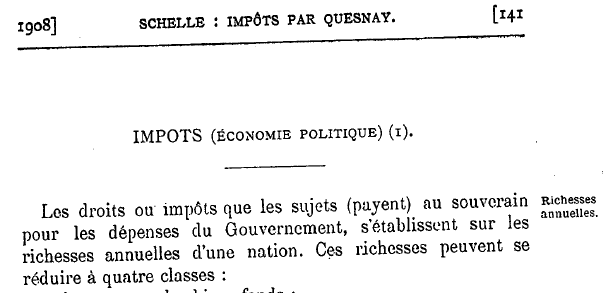 1908]
SCHELLE : IMPÔTS PAR QUESNAY.
[141
IMPOTS (ÉCONOMIE POLITIQUE) (1).
Les droits ou impôts que les sujets (payent) au souverain
pour les dépenses du Gouvernement, s'établissent sur les
richesses annuelles d'une nation. Ces richesses peuvent se
réduire à quatre classes :
Richesses
annuelles.